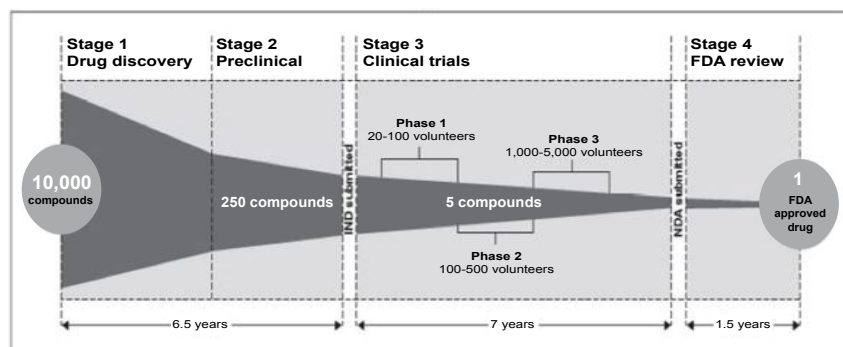 Stage 1
Drug discovery
Stage 2
Preclinical
Stage 3
Clinical trials
Stage 4
FDA review
Phase 1
20-100 volunteers
Phase 3
1,000-5,000 volunteers
10,000
compounds
250 compounds
IND submitted
5 compounds
NDA submitted
1
FDA
approved
drug
Phase 2
100-500 volunteers
6.5 years
7 years
1.5 years